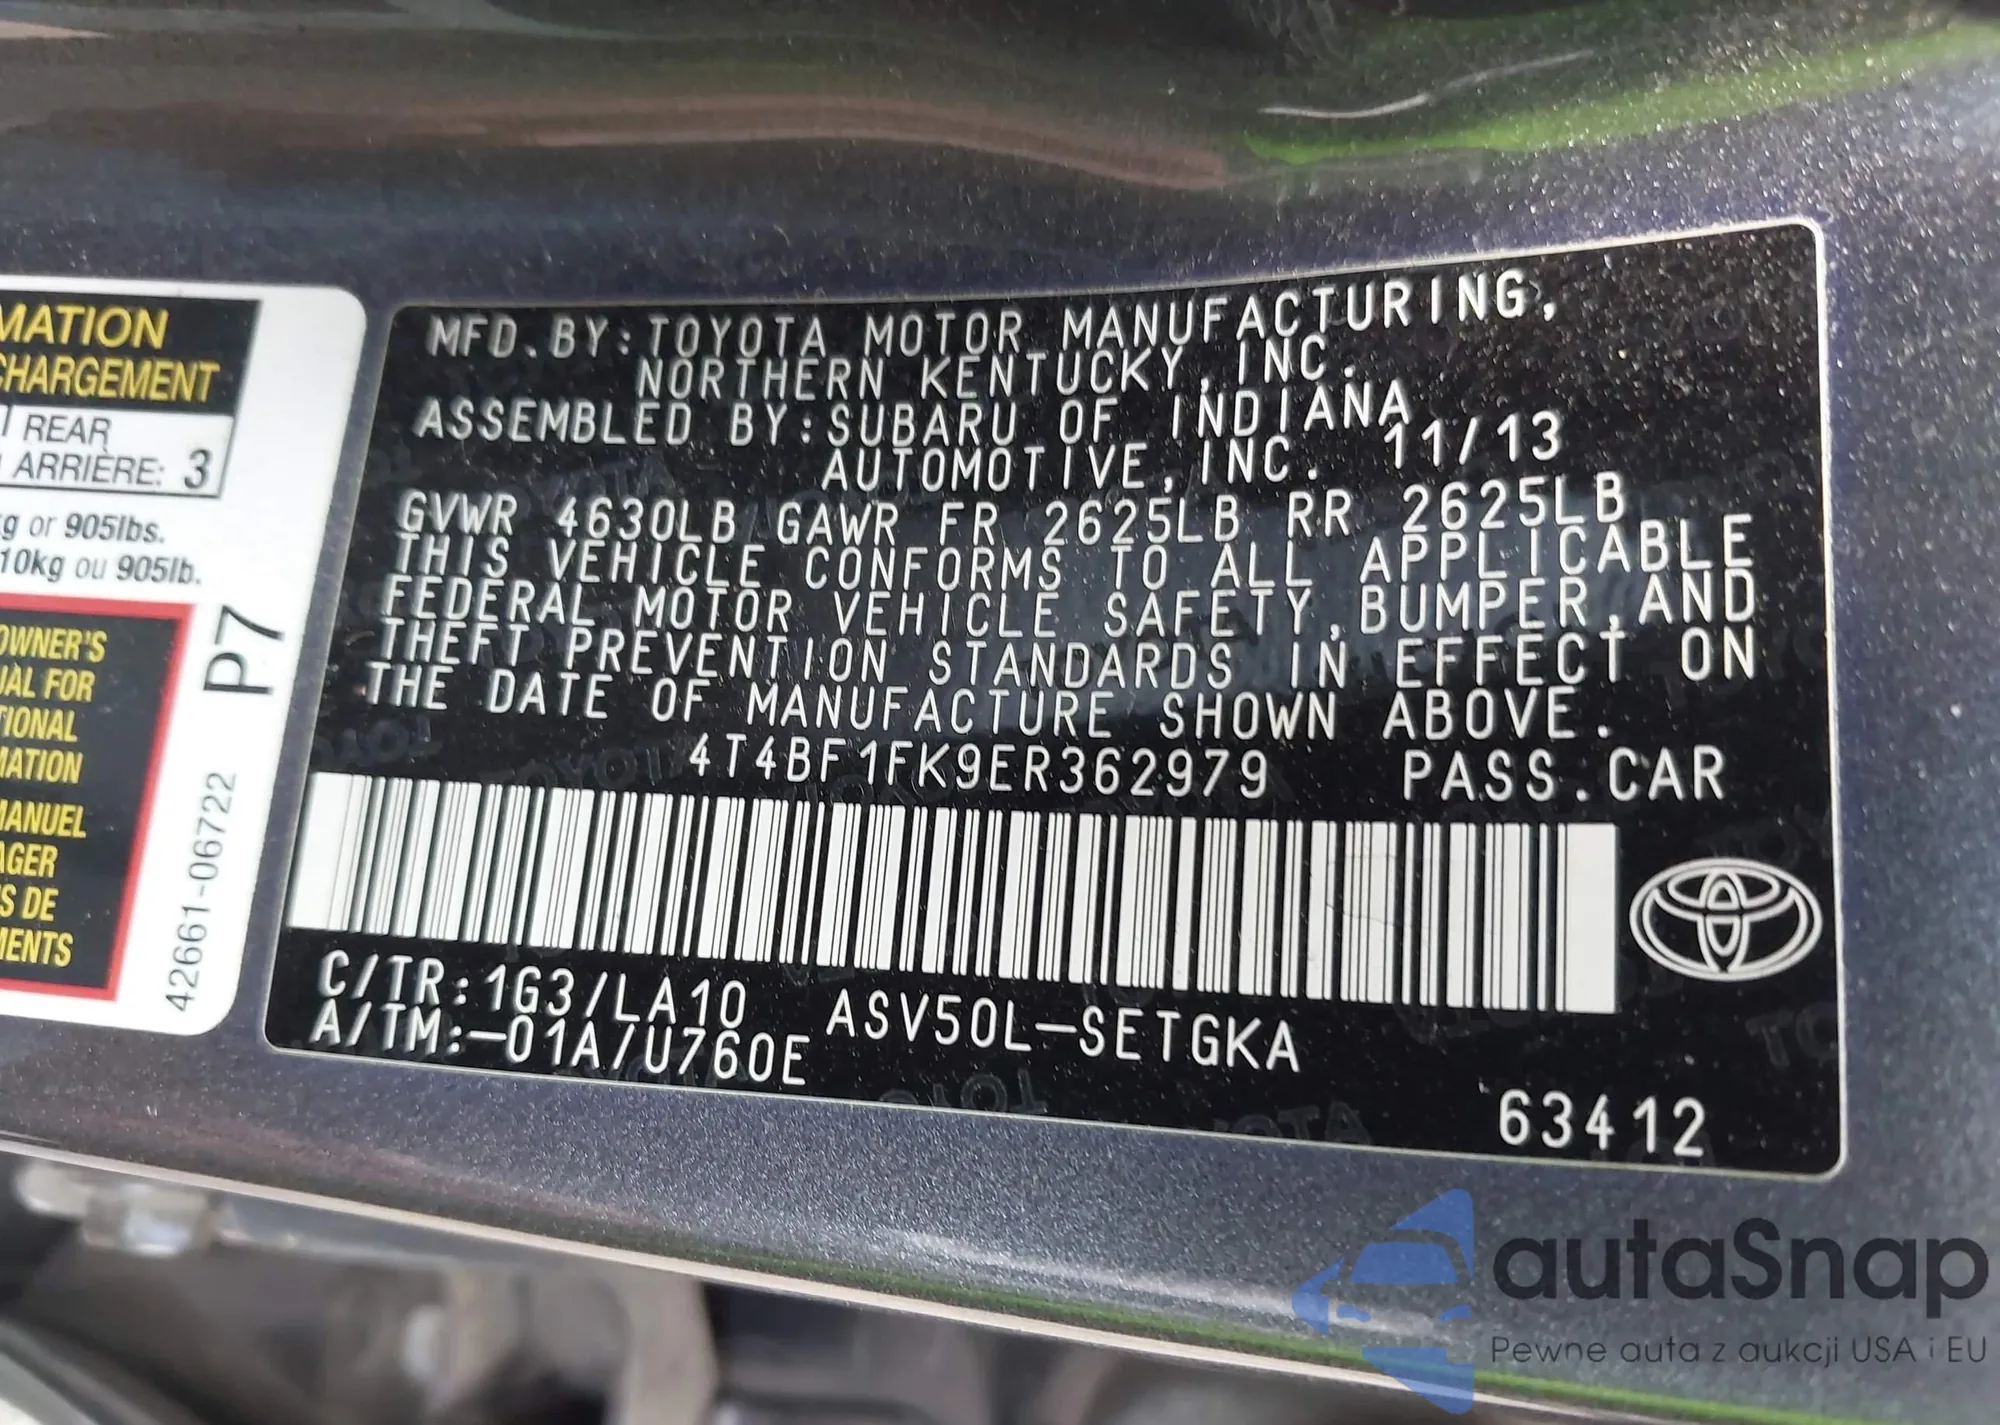 MATION
CHARGEMENT
REAR
ARRIÈRE: 3
kg or 905lbs.
10kg ou 905lb.
OWNER'S
UAL FOR
TIONAL
MATION
MANUEL
AGER
S DE
MENTS
P7
42661-06722
MFD. BY: TOYOTA MOTOR MANUFACTURING,
NORTHERN KENTUCKY, INC.
ASSEMBLED BY: SUBARU OF INDIANA
AUTOMOTIVE, INC. 11/13
GVWR 4630LB GAWR FR 2625LB RR 2625LB
THIS VEHICLE CONFORMS TO ALL APPLICABLE
FEDERAL MOTOR VEHICLE SAFETY, BUMPER, AND
THEFT PREVENTION STANDARDS IN EFFECT ON
THE DATE OF MANUFACTURE SHOWN ABOVE.
4T4BF1FK9ER362979 PASS. CAR
C/TR: 1G3/LA10 ASV50L-SETGKA
A/TM:-01A/U760E
63412
autaSnap
Pewne auta z aukcji USA i EU